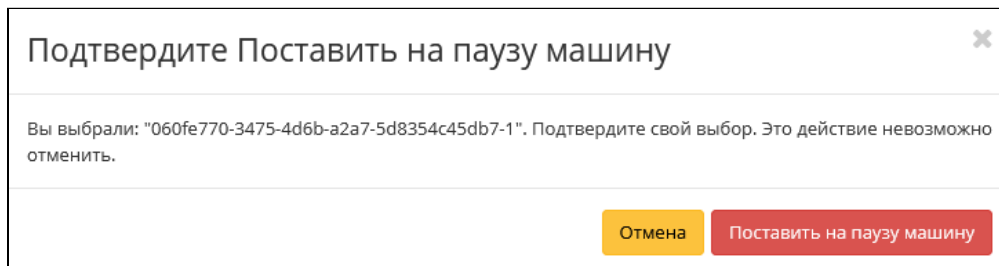 Подтвердите Поставить на паузу машину
Вы выбрали: "060fe770-3475-4d6b-a2a7-5d8354c45db7-1". Подтвердите свой выбор. Это действие невозможно
отменить.
Отмена Поставить на паузу машину